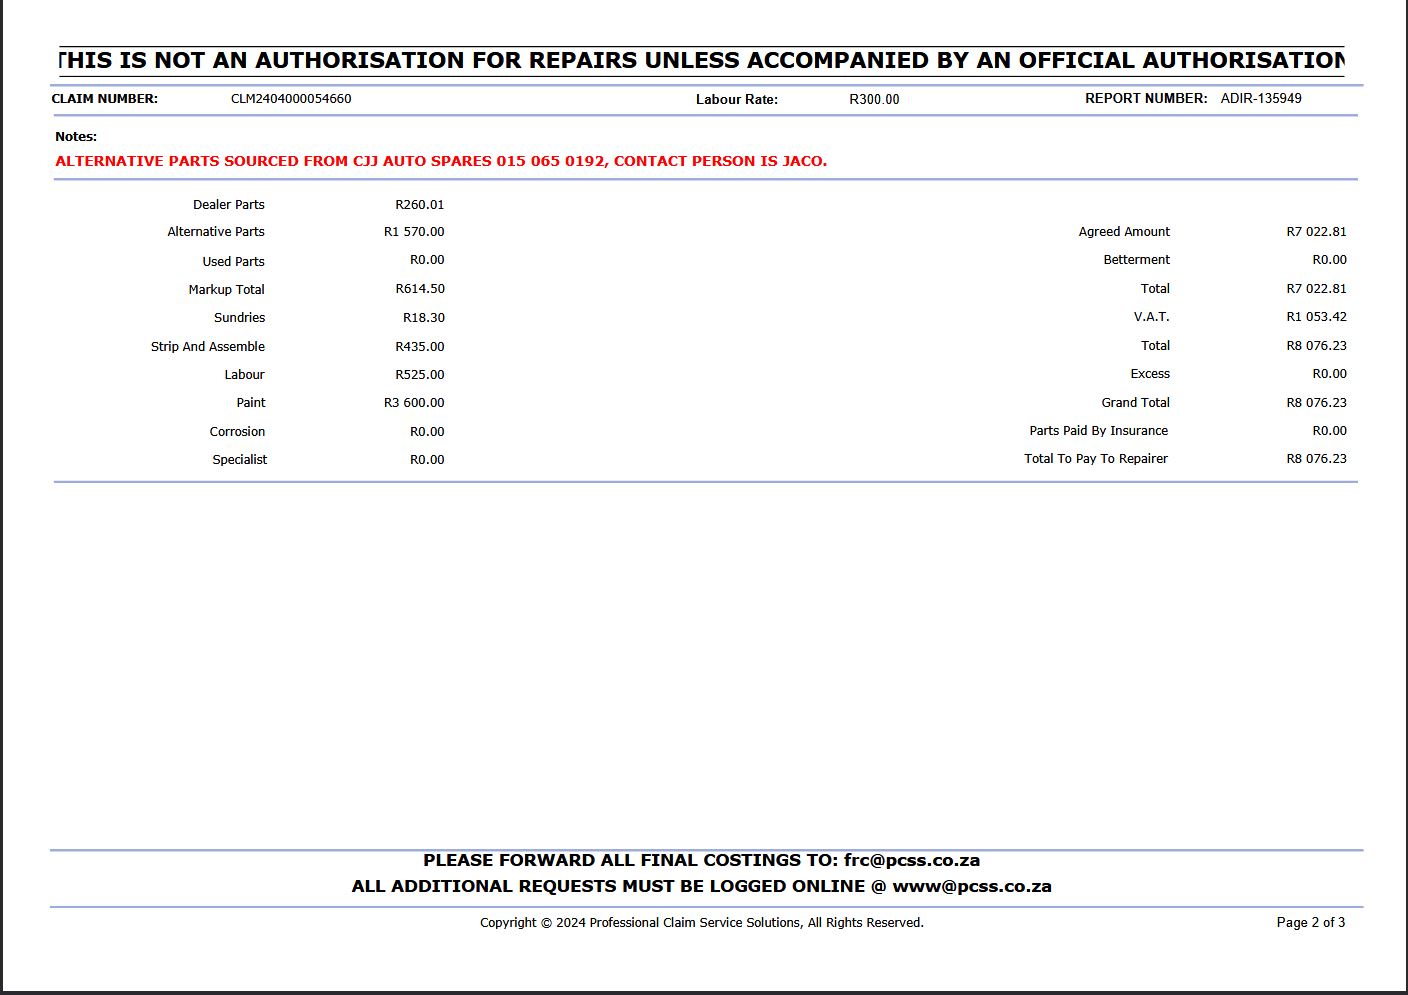 THIS IS NOT AN AUTHORISATION FOR REPAIRS UNLESS ACCOMPANIED BY AN OFFICIAL AUTHORISATION
CLAIM NUMBER: CLM2404000054660 Labour Rate: R300.00 REPORT NUMBER: ADIR-135949
Notes:
ALTERNATIVE PARTS SOURCED FROM CJJ AUTO SPARES 015 065 0192, CONTACT PERSON IS JACO.
Dealer Parts R260.01
Alternative Parts R1 570.00 Agreed Amount R7 022.81
Used Parts R0.00 Betterment R0.00
Markup Total R614.50 Total R7 022.81
Sundries R18.30 V.A.T. R1 053.42
Strip And Assemble R435.00 Total R8 076.23
Labour R525.00 Excess R0.00
Paint R3 600.00 Grand Total R8 076.23
Corrosion R0.00 Parts Paid By Insurance R0.00
Specialist R0.00 Total To Pay To Repairer R8 076.23
PLEASE FORWARD ALL FINAL COSTINGS TO: frc@pcss.co.za
ALL ADDITIONAL REQUESTS MUST BE LOGGED ONLINE @ www@pcss.co.za
Copyright © 2024 Professional Claim Service Solutions, All Rights Reserved. Page 2 of 3